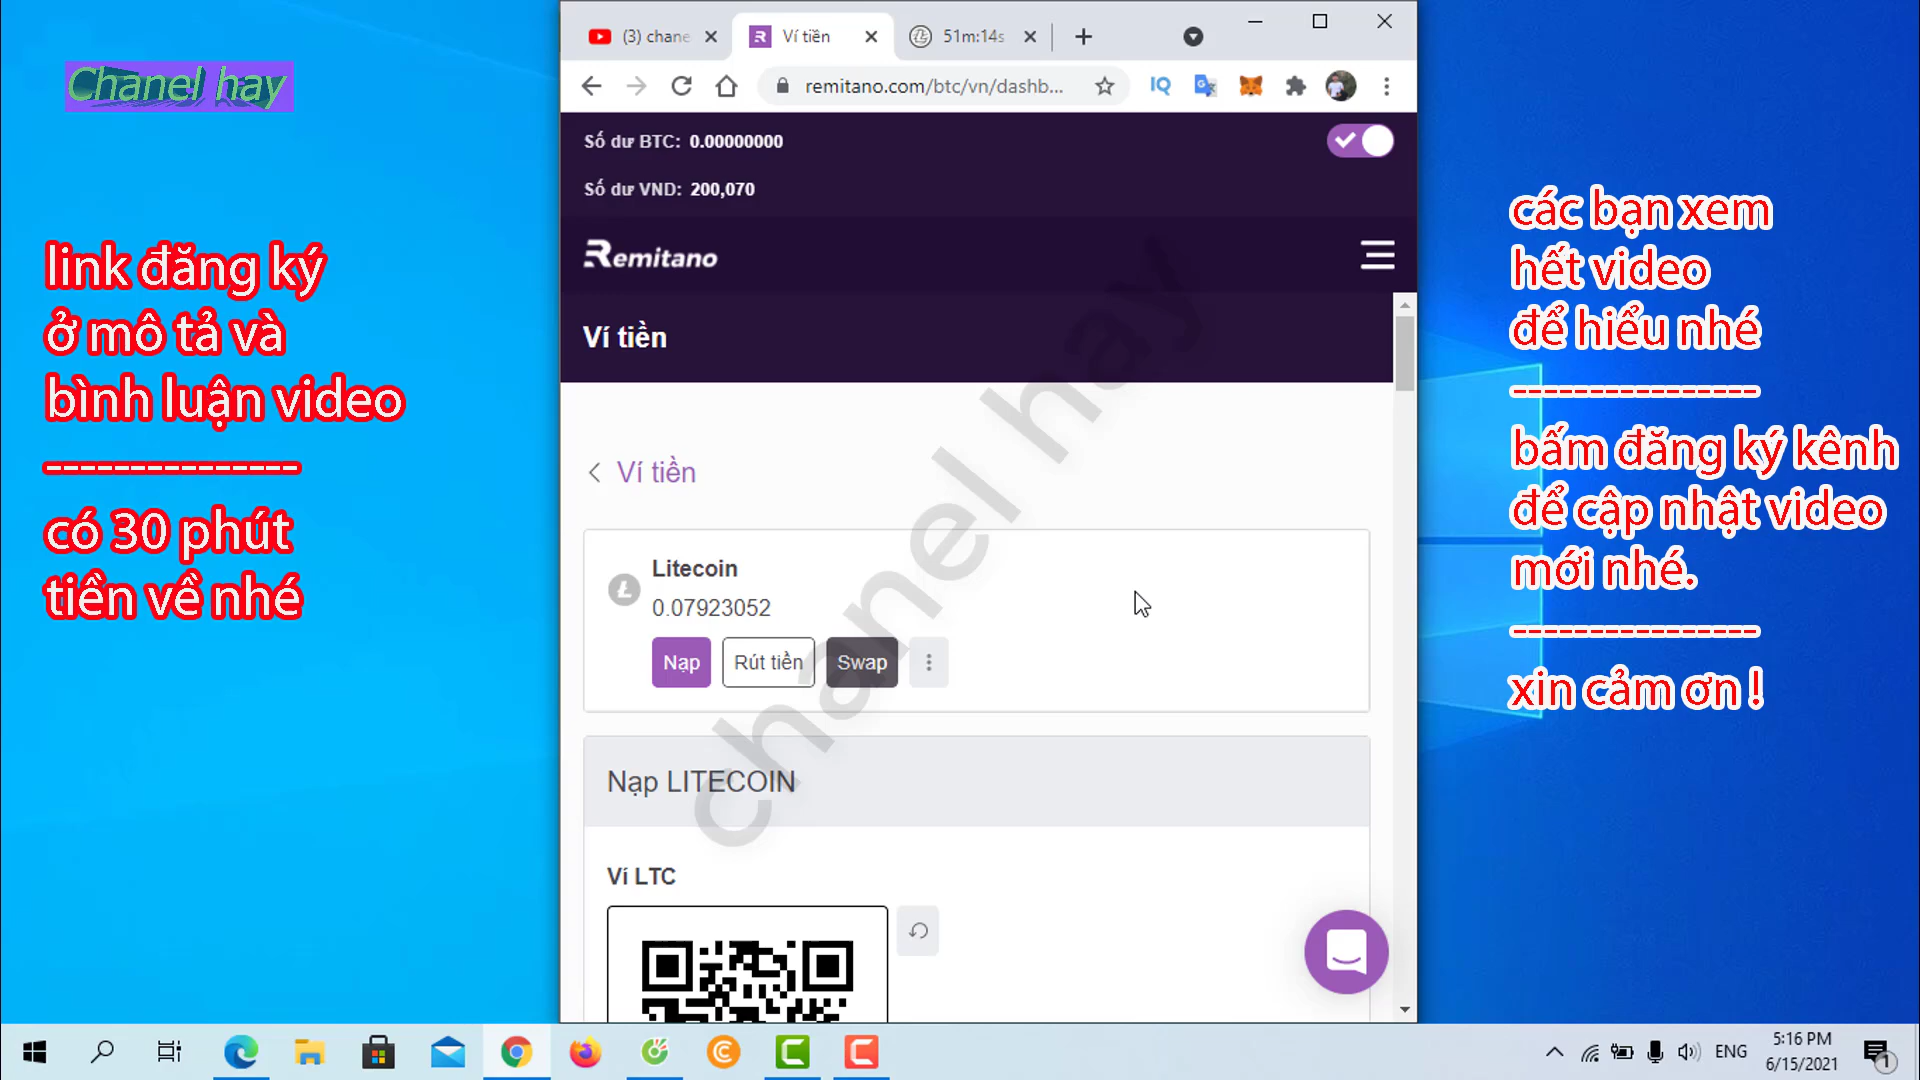 (3) chane
Ví tiền
51m:14s
remitano.com/btc/vn/dashb...
IQ
Chanel hay
Số dư BTC: 0.00000000
Số dư VND: 200,070
Remitano
Ví tiền
link đăng ký
ở mô tả và
bình luận video
---------------
có 30 phút
tiền về nhé
các bạn xem
hết video
để hiểu nhé
----------------
bấm đăng ký kênh
để cập nhật video
mới nhé.
----------------
xin cảm ơn !
Ví tiền
Litecoin
0.07923052
Nạp
Rút tiền
Swap
chanel hay
Nạp LITECOIN
Ví LTC
ENG
5:16 PM
6/15/2021
1